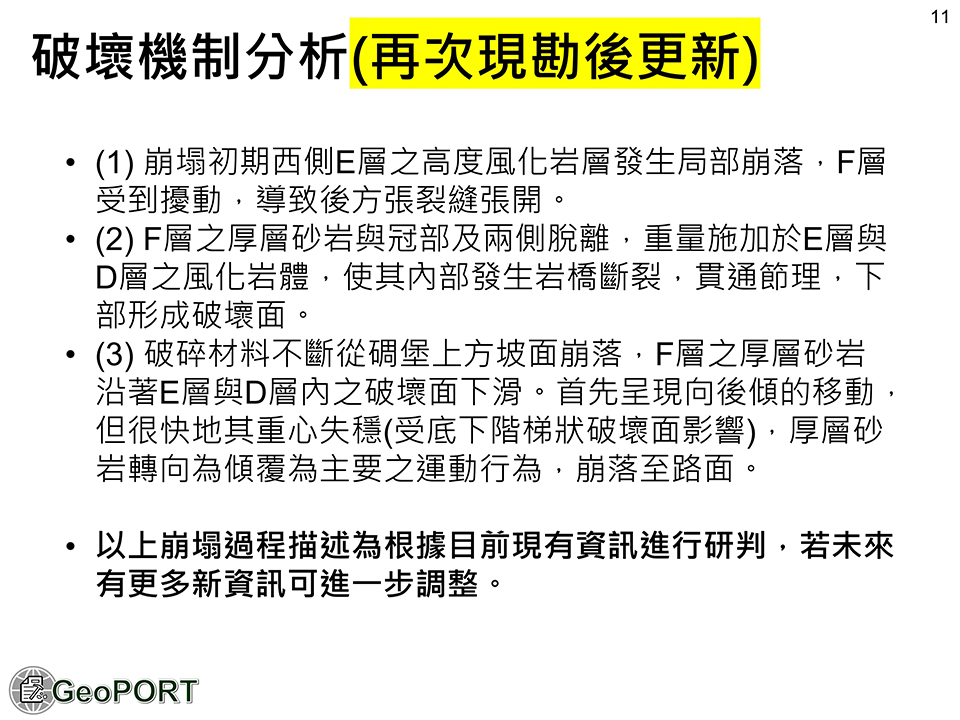 11
破壞機制分析(再次現勘後更新)
• (1) 崩塌初期西側E層之高度風化岩層發生局部崩落，F層
受到擾動，導致後方張裂縫張開。
• (2) F層之厚層砂岩與冠部及兩側脫離，重量施加於E層與
D層之風化岩體，使其內部發生岩橋斷裂，貫通節理，下
部形成破壞面。
• (3) 破碎材料不斷從碉堡上方坡面崩落，F層之厚層砂岩
沿著E層與D層內之破壞面下滑。首先呈現向後傾的移動，
但很快地其重心失穩(受底下階梯狀破壞面影響)，厚層砂
岩轉向為傾覆為主要之運動行為，崩落至路面。
• 以上崩塌過程描述為根據目前現有資訊進行研判，若未來
有更多新資訊可進一步調整。
GeoPORT